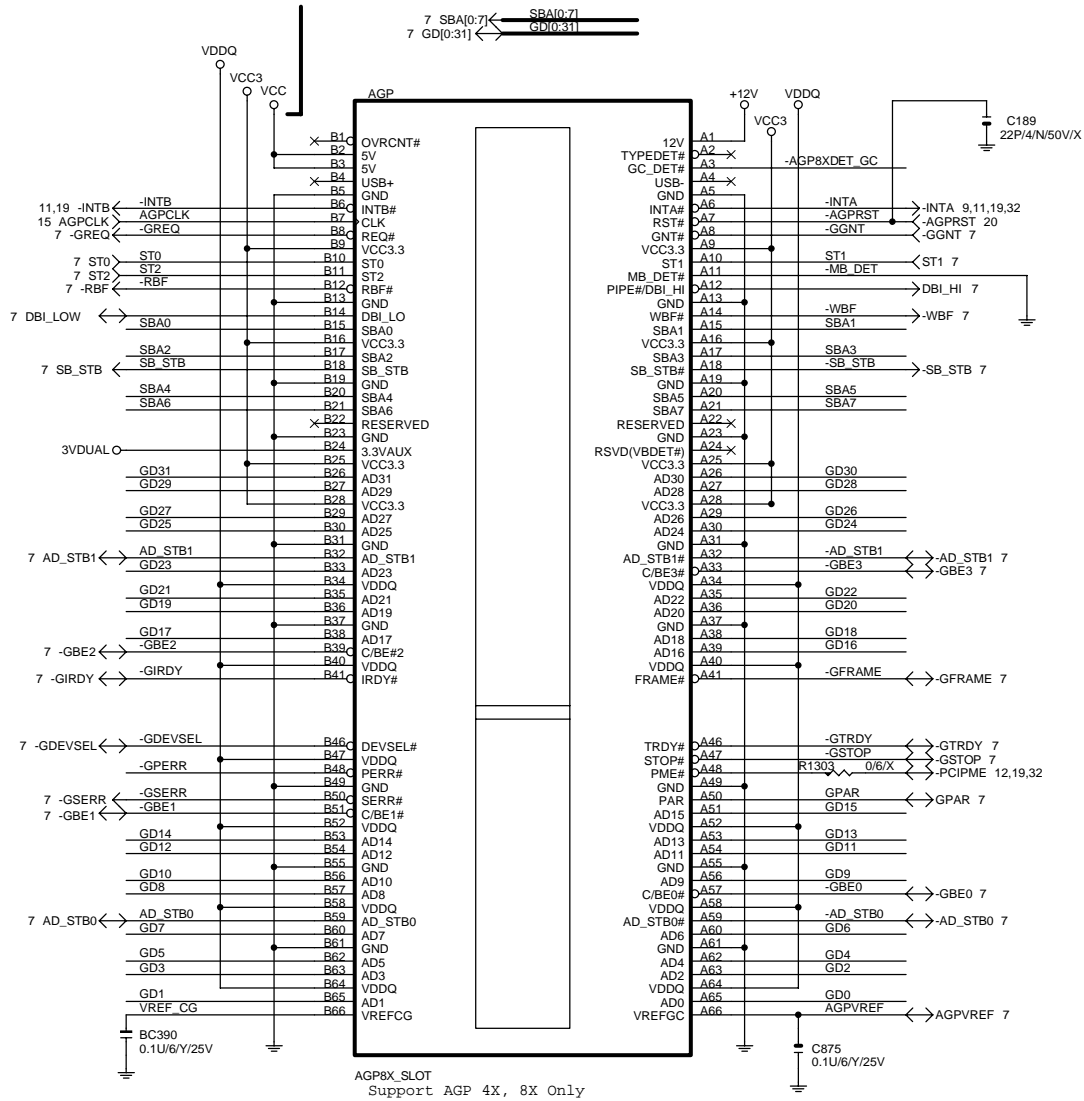 7 SBA[0:7] SBA[0:7]
7 GD[0:31] GD[0:31]
VDDQ
VCC3
VCC
AGP
+12V
VDDQ
VCC3
C189
22P/4/N/50V/X
B1 OVRCNT# 12V A1
B2 5V TYPEDET# A2
B3 5V GC_DET# A3 -AGP8XDET_GC
B4 USB+ USB- A4
B5 GND GND A5
11,19 -INTB -INTB B6 INTB# INTA# A6 -INTA -INTA 9,11,19,32
15 AGPCLK AGPCLK B7 CLK RST# A7 -AGPRST -AGPRST 20
7 -GREQ -GREQ B8 REQ# GNT# A8 -GGNT -GGNT 7
B9 VCC3.3 VCC3.3 A9
7 ST0 ST0 B10 ST0 ST1 A10 ST1 ST1 7
7 ST2 ST2 B11 ST2 MB_DET# A11 -MB_DET
7 -RBF -RBF B12 RBF# PIPE#/DBI_HI A12 DBI_HI 7
B13 GND GND A13
7 DBI_LOW B14 DBI_LO WBF# A14 -WBF -WBF 7
SBA0 B15 SBA0 SBA1 A15 SBA1
B16 VCC3.3 VCC3.3 A16
SBA2 B17 SBA2 SBA3 A17 SBA3
7 SB_STB SB_STB B18 SB_STB SB_STB# A18 -SB_STB -SB_STB 7
B19 GND GND A19
SBA4 B20 SBA4 SBA5 A20 SBA5
SBA6 B21 SBA6 SBA7 A21 SBA7
B22 RESERVED RESERVED A22
B23 GND GND A23
3VDUAL B24 3.3VAUX RSVD(VBDET#) A24
B25 VCC3.3 VCC3.3 A25
GD31 B26 AD31 AD30 A26 GD30
GD29 B27 AD29 AD28 A27 GD28
B28 VCC3.3 VCC3.3 A28
GD27 B29 AD27 AD26 A29 GD26
GD25 B30 AD25 AD24 A30 GD24
B31 GND GND A31
7 AD_STB1 AD_STB1 B32 AD_STB1 AD_STB1# A32 -AD_STB1 -AD_STB1 7
GD23 B33 AD23 C/BE3# A33 -GBE3 -GBE3 7
B34 VDDQ VDDQ A34
GD21 B35 AD21 AD22 A35 GD22
GD19 B36 AD19 AD20 A36 GD20
B37 GND GND A37
GD17 B38 AD17 AD18 A38 GD18
7 -GBE2 -GBE2 B39 C/BE#2 AD16 A39 GD16
B40 VDDQ VDDQ A40
7 -GIRDY -GIRDY B41 IRDY# FRAME# A41 -GFRAME -GFRAME 7
7 -GDEVSEL -GDEVSEL B46 DEVSEL# TRDY# A46 -GTRDY -GTRDY 7
B47 VDDQ STOP# A47 -GSTOP -GSTOP 7
-GPERR B48 PERR# PME# A48 R1303 0/6/X -PCIPME 12,19,32
B49 GND GND A49
7 -GSERR -GSERR B50 SERR# PAR A50 GPAR GPAR 7
7 -GBE1 -GBE1 B51 C/BE1# AD15 A51 GD15
B52 VDDQ VDDQ A52
GD14 B53 AD14 AD13 A53 GD13
GD12 B54 AD12 AD11 A54 GD11
B55 GND GND A55
GD10 B56 AD10 AD9 A56 GD9
GD8 B57 AD8 C/BE0# A57 -GBE0 -GBE0 7
B58 VDDQ VDDQ A58
7 AD_STB0 AD_STB0 B59 AD_STB0 AD_STB0# A59 -AD_STB0 -AD_STB0 7
GD7 B60 AD7 AD6 A60 GD6
B61 GND GND A61
GD5 B62 AD5 AD4 A62 GD4
GD3 B63 AD3 AD2 A63 GD2
B64 VDDQ VDDQ A64
GD1 B65 AD1 AD0 A65 GD0
VREF_CG B66 VREFCG VREFGC A66 AGPVREF AGPVREF 7
BC390
0.1U/6/Y/25V
C875
0.1U/6/Y/25V
AGP8X_SLOT
Support AGP 4X, 8X Only